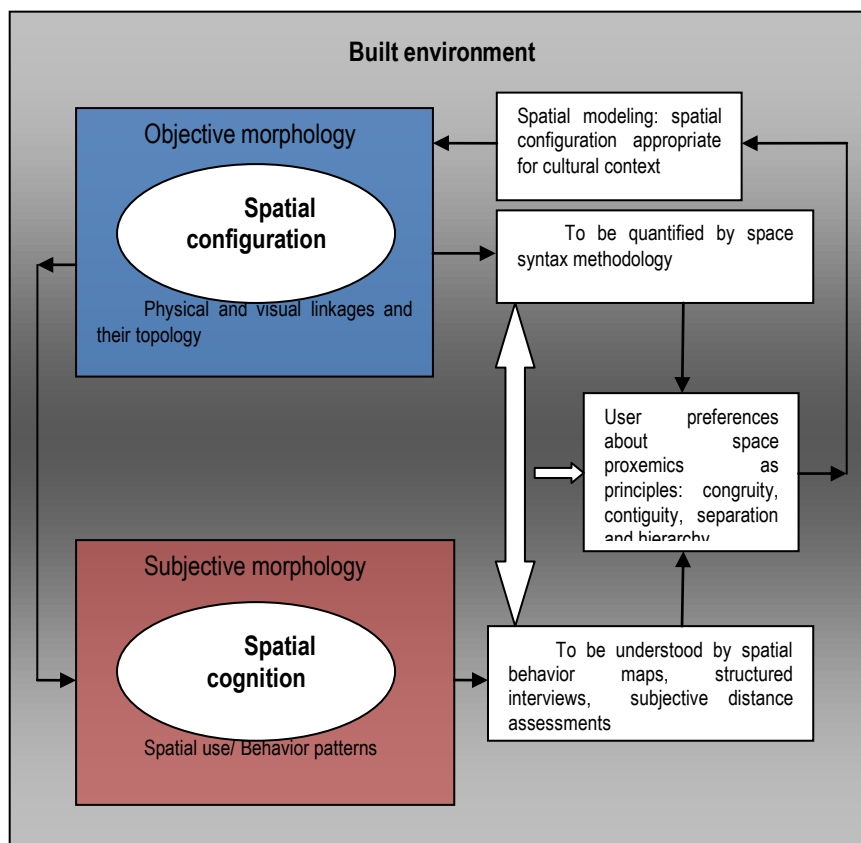 Built environment
Objective morphology
Spatial
configuration
Physical and visual linkages and
their topology
Spatial modeling: spatial
configuration appropriate
for cultural context
To be quantified by space
syntax methodology
User preferences
about space
proxemics as
principles: congruity,
contiguity, separation
and hierarchy
Subjective morphology
Spatial
cognition
Spatial use/ Behavior patterns
To be understood by spatial
behavior maps, structured
interviews, subjective distance
assessments